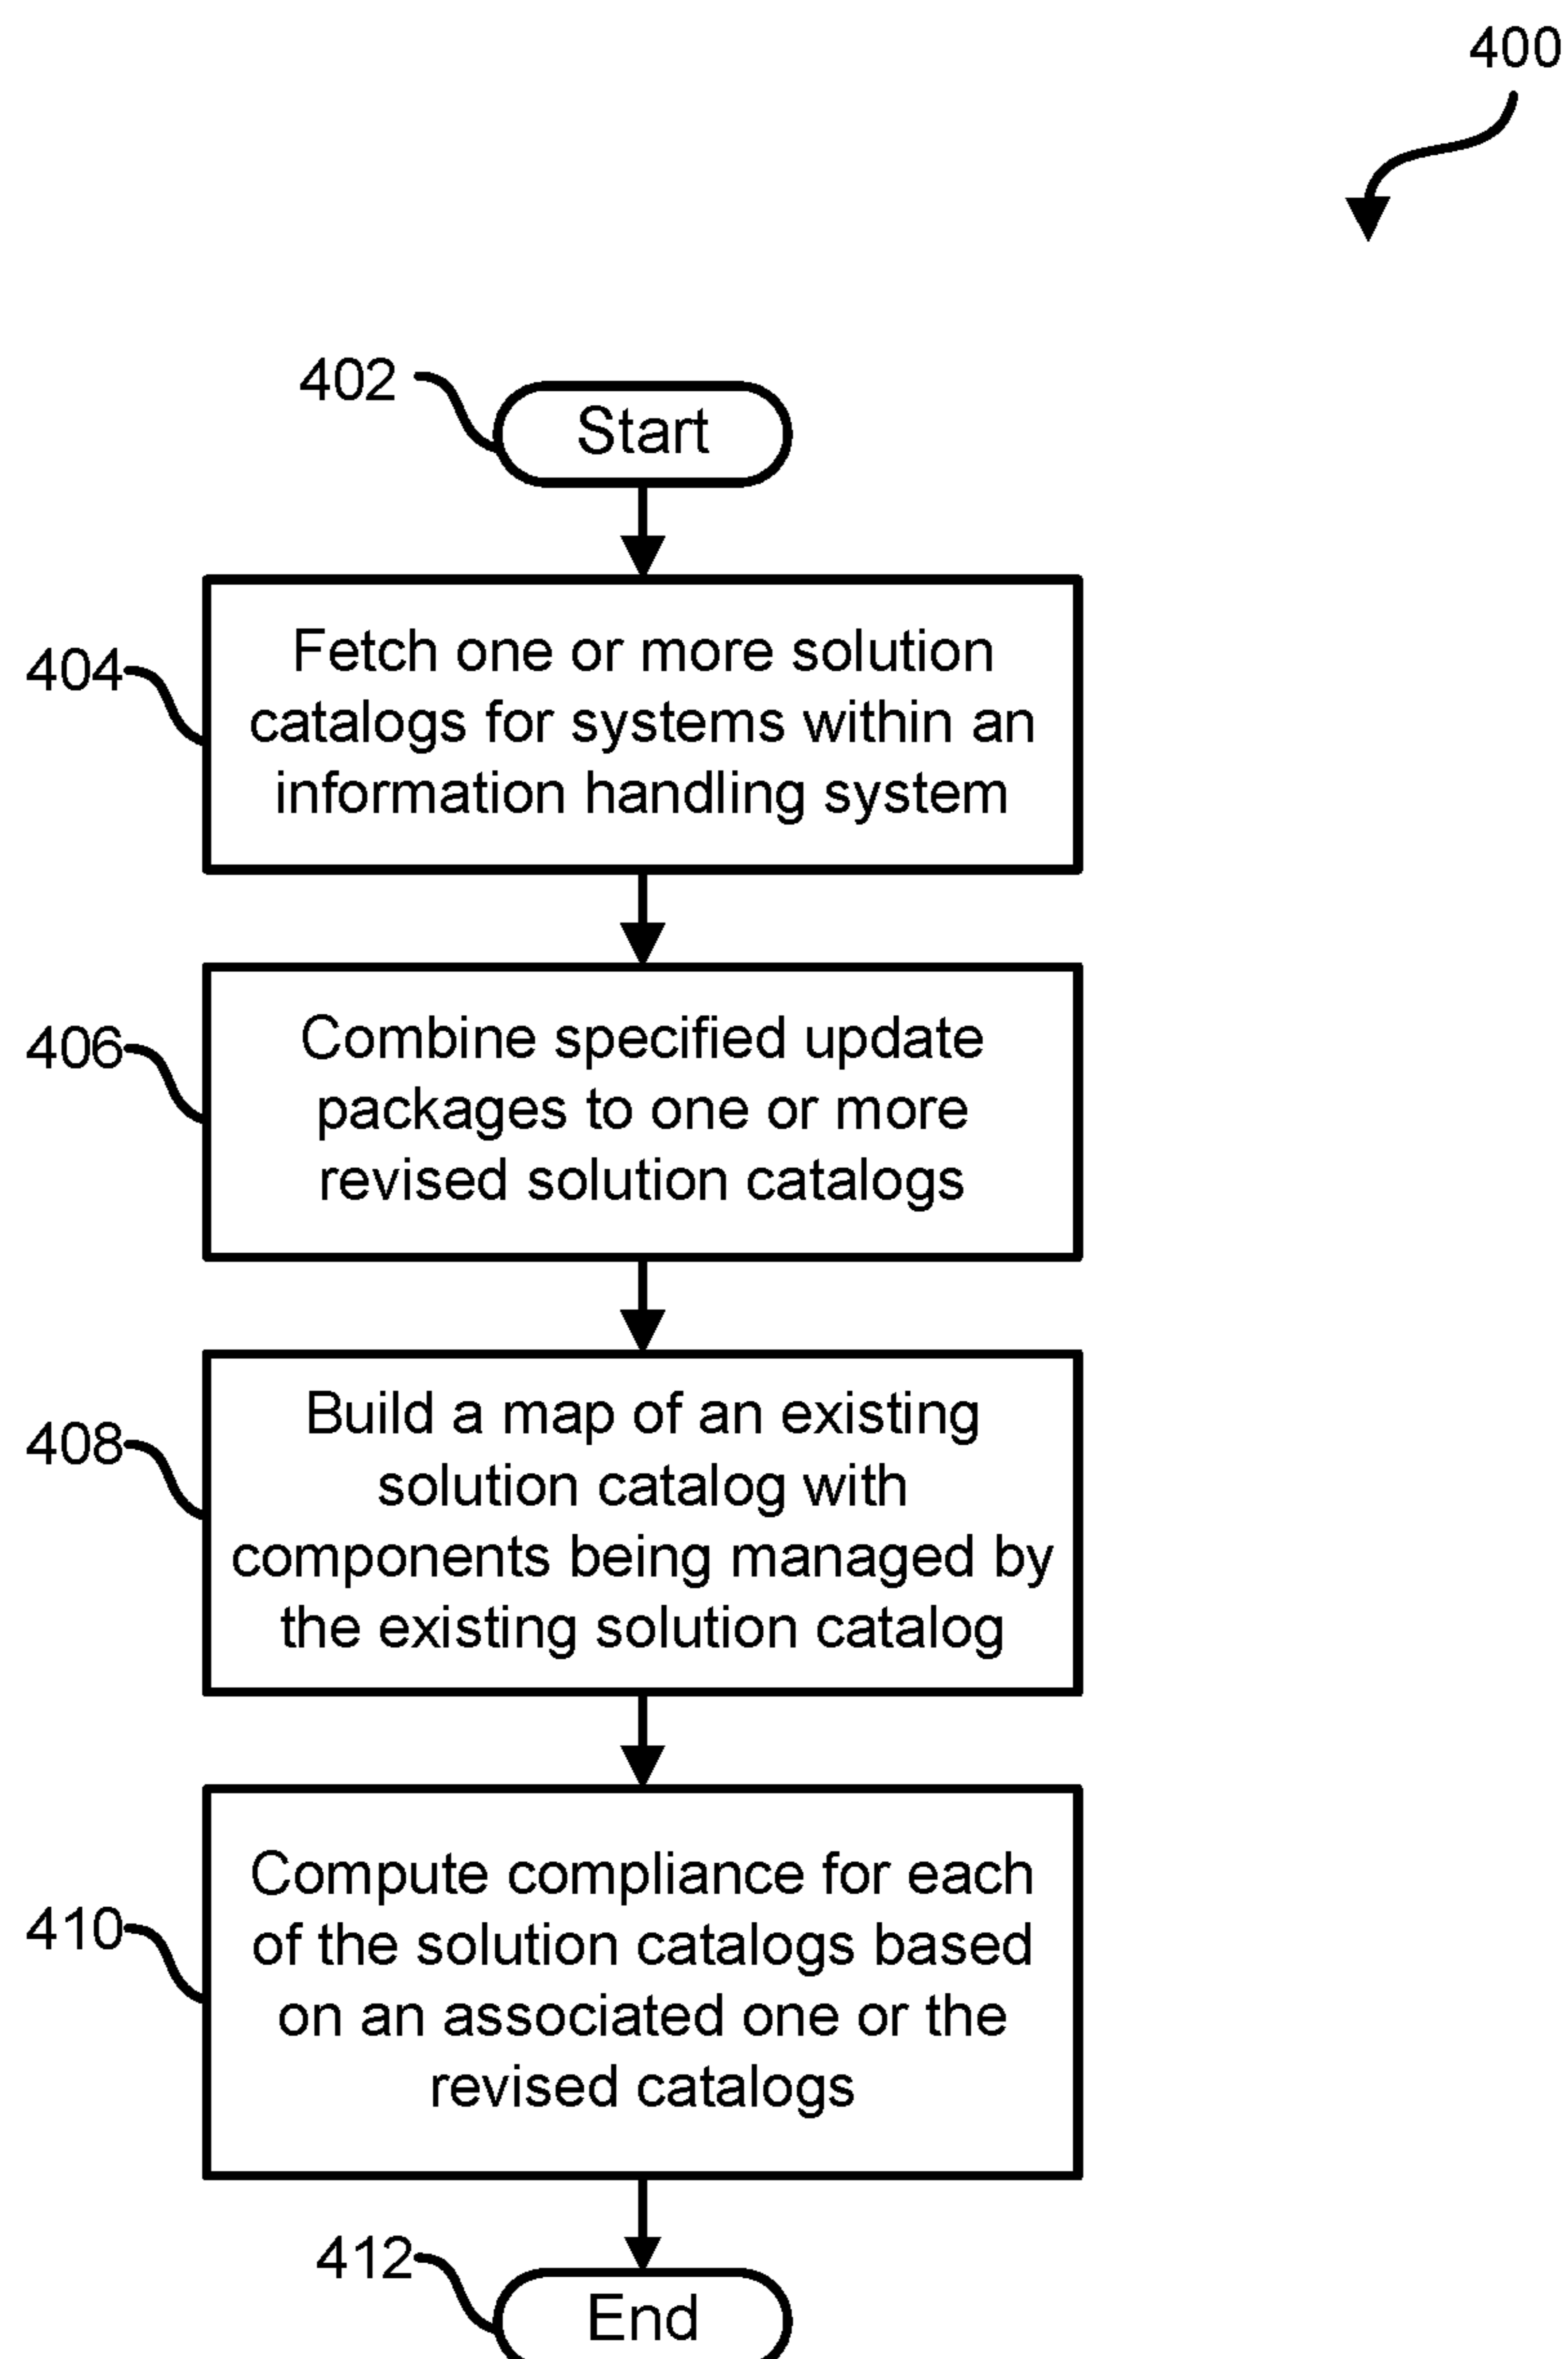 400
402
Start
404
Fetch one or more solution
catalogs for systems within an
information handling system
406
Combine specified update
packages to one or more
revised solution catalogs
408
Build a map of an existing
solution catalog with
components being managed by
the existing solution catalog
410
Compute compliance for each
of the solution catalogs based
on an associated one or the
revised catalogs
412
End